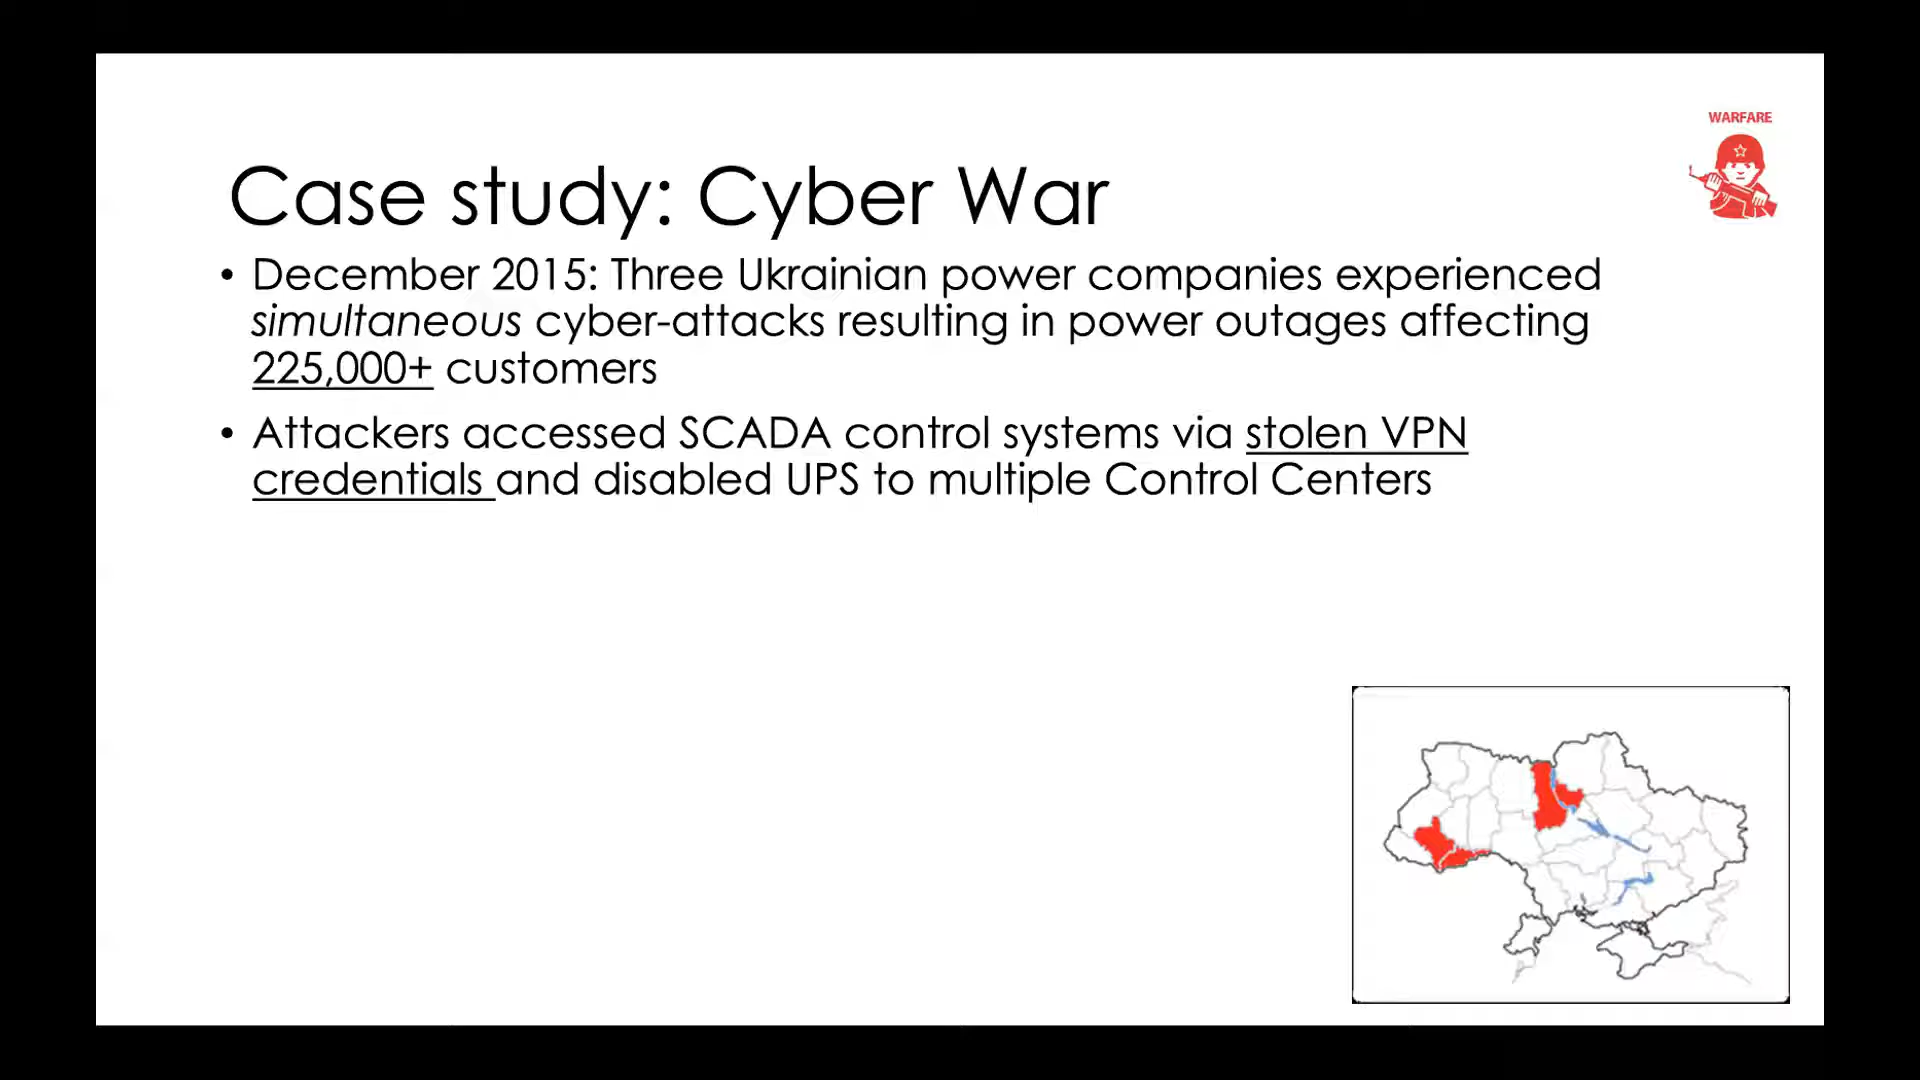 WARFARE
Case study: Cyber War
• December 2015: Three Ukrainian power companies experienced
simultaneous cyber-attacks resulting in power outages affecting
225,000+ customers
• Attackers accessed SCADA control systems via stolen VPN
credentials and disabled UPS to multiple Control Centers